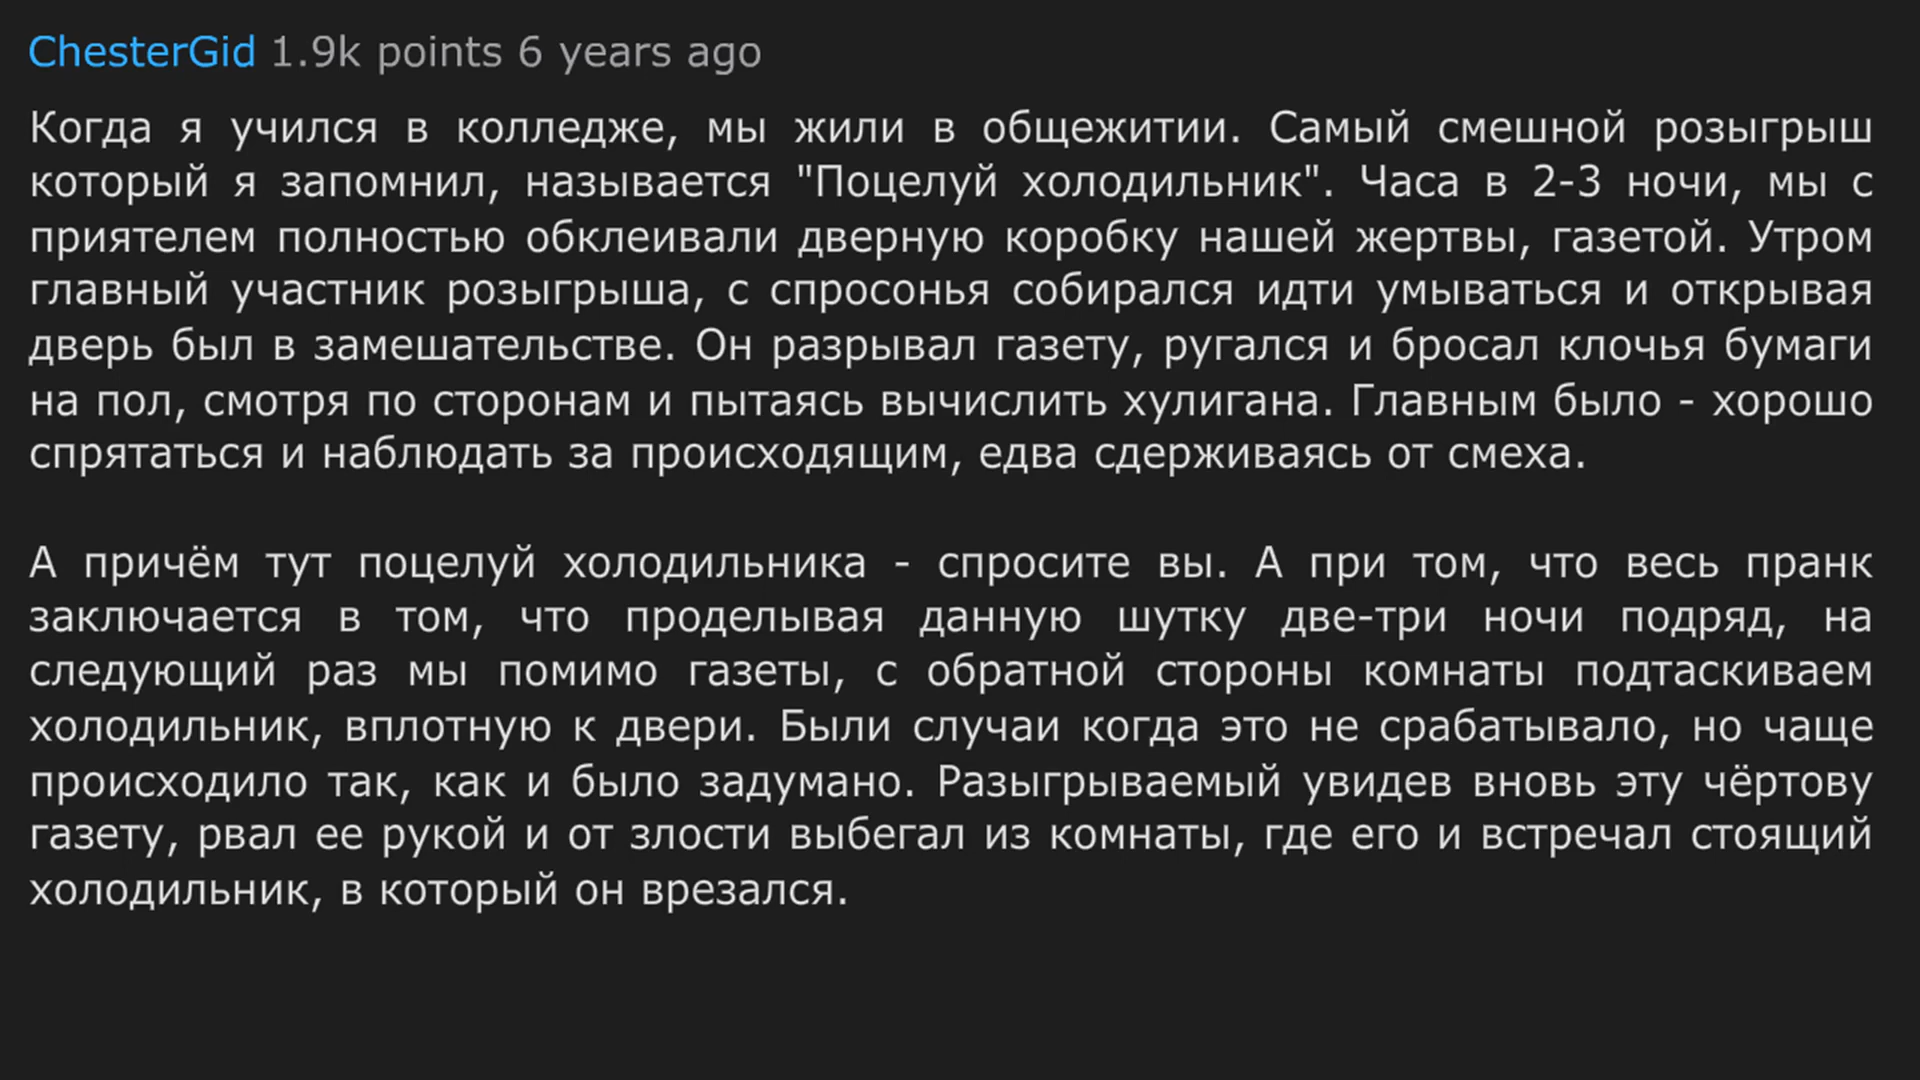 ChesterGid 1.9k points 6 years ago
Когда я учился в колледже, мы жили в общежитии. Самый смешной розыгрыш
который я запомнил, называется "Поцелуй холодильник". Часа в 2-3 ночи, мы с
приятелем полностью обклеивали дверную коробку нашей жертвы, газетой. Утром
главный участник розыгрыша, с спросонья собирался идти умываться и открывая
дверь был в замешательстве. Он разрывал газету, ругался и бросал клочья бумаги
на пол, смотря по сторонам и пытаясь вычислить хулигана. Главным было - хорошо
спрятаться и наблюдать за происходящим, едва сдерживаясь от смеха.
А причём тут поцелуй холодильника - спросите вы. А при том, что весь пранк
заключается в том, что проделывая данную шутку две-три ночи подряд, на
следующий раз мы помимо газеты, с обратной стороны комнаты подтаскиваем
холодильник, вплотную к двери. Были случаи когда это не срабатывало, но чаще
происходило так, как и было задумано. Разыгрываемый увидев вновь эту чёртову
газету, рвал ее рукой и от злости выбегал из комнаты, где его и встречал стоящий
холодильник, в который он врезался.